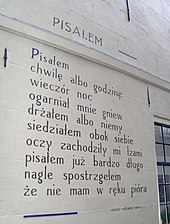 PISAŁEM
Pisałem
chwilę albo godzinę
wieczór noc
ogarniał mnie gniew
drżałem albo niemy
siedziałem obok siebie
oczy zachodziły mi łzami
pisałem już bardzo długo
nagle spostrzegłem
że nie mam w ręku pióra